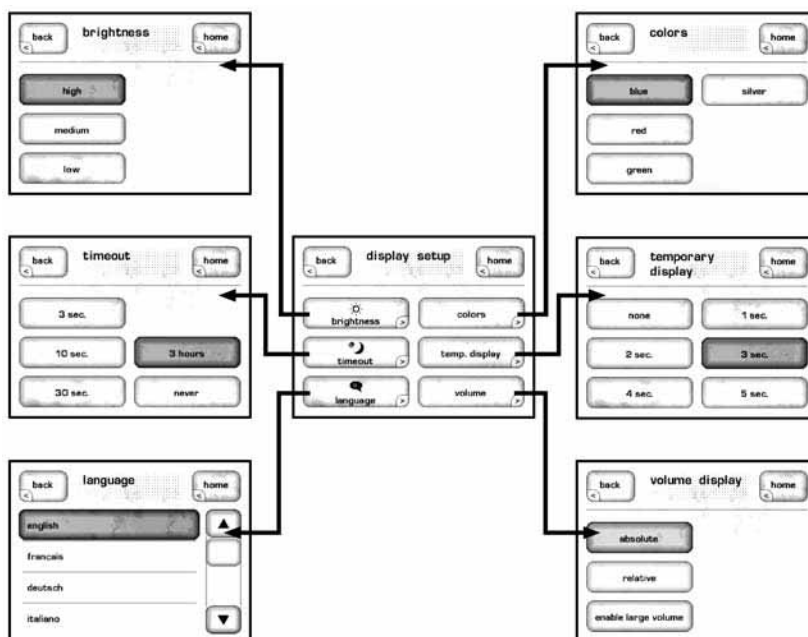 back brightness home
high
medium
low
back colors home
blue silver
red
green
back timeout home
3 sec.
10 sec. 3 hours
30 sec. never
back display setup home
brightness colors
timeout temp. display
language volume
back temporary home
display
none 1 sec.
2 sec. 3 sec.
4 sec. 5 sec.
back language home
english
francais
deutsch
italiano
back volume display home
absolute
relative
enable large volume